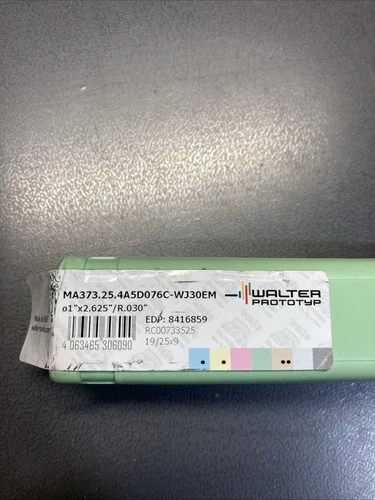 MA373.25.4A5D076C-WJ30EM
WALTER
PROTOTYP
ø1"x2.625"/R.030"
EDP: 8416859
RC00733525
19/25x9
4 063465 306090